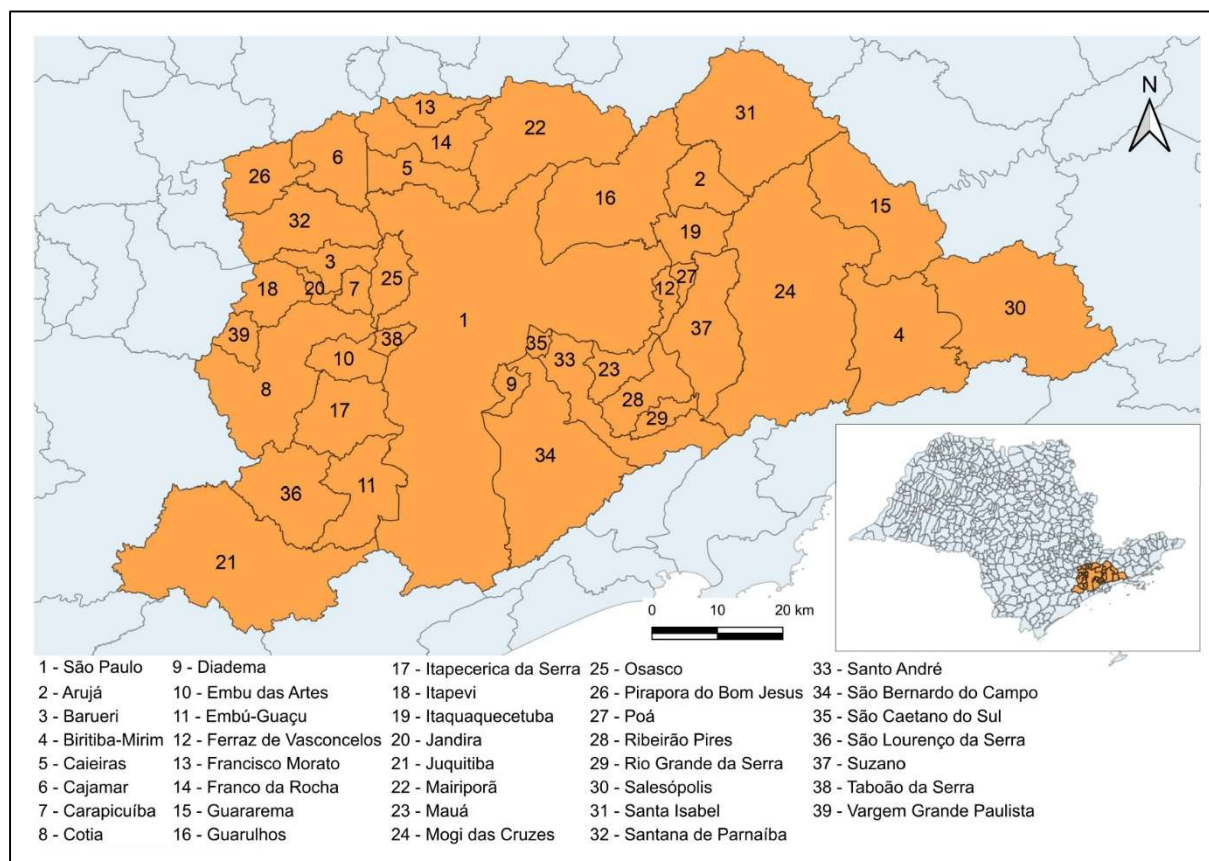 N
13
22
31
14
6
5
26
2
16
15
32
19
3
25
27
18
20
7
12
24
30
1
39
38
37
4
35
10
33
23
9
8
28
17
29
34
36
11
21
0 10 20 km
1 - São Paulo
2 - Arujá
3 - Barueri
4 - Biritiba-Mirim
5 - Caieiras
6 - Cajamar
7 - Carapicuíba
8 - Cotia
9 - Diadema
10 - Embu das Artes
11 - Embú-Guaçu
12 - Ferraz de Vasconcelos
13 - Francisco Morato
14 - Franco da Rocha
15 - Guararema
16 - Guarulhos
17 - Itapecerica da Serra
18 - Itapevi
19 - Itaquaquecetuba
20 - Jandira
21 - Juquitiba
22 - Mairiporã
23 - Mauá
24 - Mogi das Cruzes
25 - Osasco
26 - Pirapora do Bom Jesus
27 - Poá
28 - Ribeirão Pires
29 - Rio Grande da Serra
30 - Salesópolis
31 - Santa Isabel
32 - Santana de Parnaíba
33 - Santo André
34 - São Bernardo do Campo
35 - São Caetano do Sul
36 - São Lourenço da Serra
37 - Suzano
38 - Taboão da Serra
39 - Vargem Grande Paulista